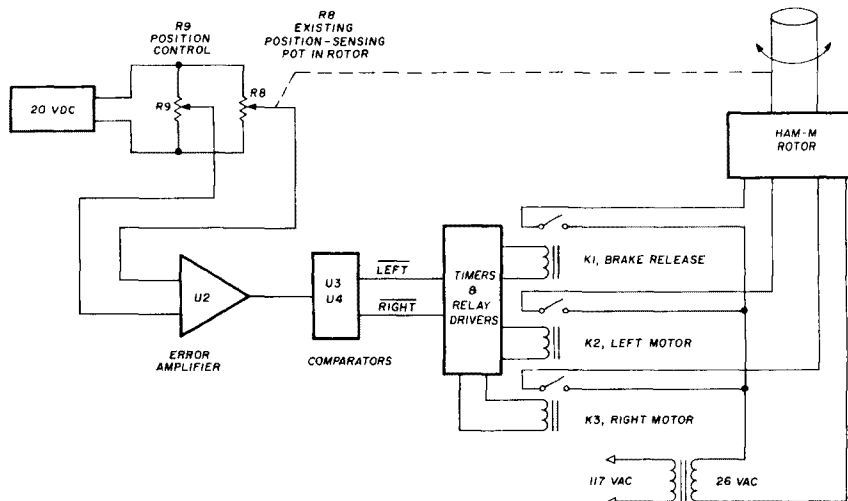 R9
POSITION
CONTROL
R8
EXISTING
POSITION-SENSING
POT IN ROTOR
20 VDC
R9
R8
HAM-M
ROTOR
U2
ERROR
AMPLIFIER
U3
U4
COMPARATORS
LEFT
RIGHT
TIMERS
&
RELAY
DRIVERS
K1, BRAKE RELEASE
K2, LEFT MOTOR
K3, RIGHT MOTOR
117 VAC
26 VAC